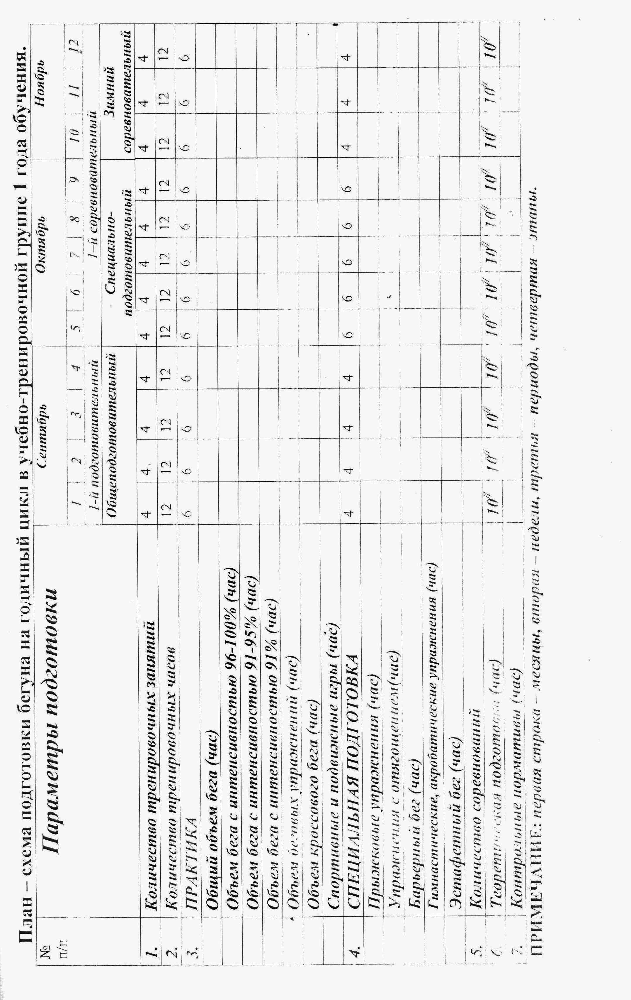 План – схема подготовки бегуна на годичный цикл в учебно-тренировочной группе 1 года обучения.
№ п/п Параметры подготовки Сентябрь Октябрь Ноябрь
1 2 3 4 5 6 7 8 9 10 11 12
1-й подготовительный 1–й соревновательный
Общеподготовительный Специально-подготовительный Зимний соревновательный
1. Количество тренировочных занятий 4 4 4 4 4 4 4 4 4 4 4 4
2. Количество тренировочных часов 12 12 12 12 12 12 12 12 12 12 12 12
3. ПРАКТИКА 6 6 6 6 6 6 6 6 6 6 6 6
Общий объем бега (час)
Объем бега с интенсивностью 96-100% (час)
Объем бега с интенсивностью 91-95% (час)
Объем бега с интенсивностью 91% (час)
Объем беговых упражнений (час)
Объем кроссового бега (час)
Спортивные и подвижные игры (час)
4. СПЕЦИАЛЬНАЯ ПОДГОТОВКА 4 4 4 4 6 6 6 6 6 4 4 4
Прыжковые упражнения (час)
Упражнения с отягощением(час)
Барьерный бег (час)
Гимнастические, акробатические упражнения (час)
Эстафетный бег (час)
5. Количество соревнований
6. Теоретическая подготовка (час) 10" 10" 10" 10" 10" 10" 10" 10" 10" 10" 10" 10"
7. Контрольные нормативы (час)
ПРИМЕЧАНИЕ: первая строка – месяцы, вторая – недели, третья – периоды, четвертая – этапы.